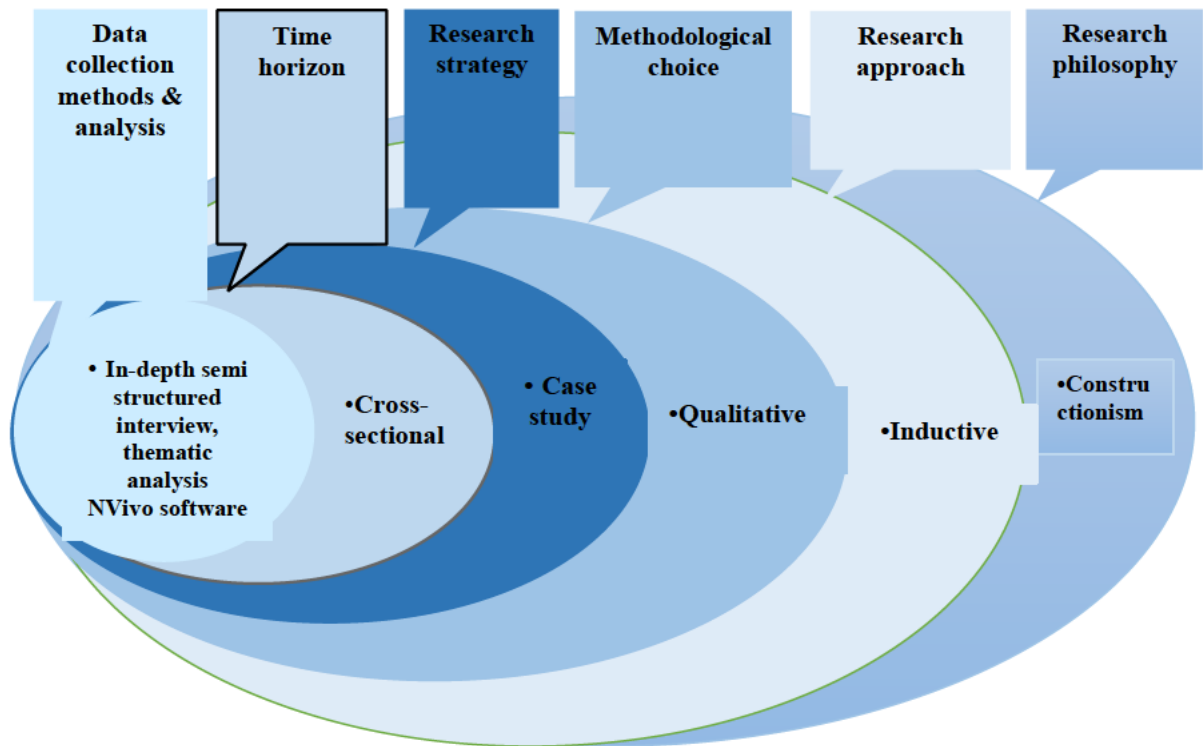 Data
collection
methods &
analysis
Time
horizon
Research
strategy
Methodological
choice
Research
approach
Research
philosophy
• In-depth semi
structured
interview,
thematic
analysis
NVivo software
•Cross-
sectional
• Case
study
•Qualitative
•Inductive
•Constru
ctionism